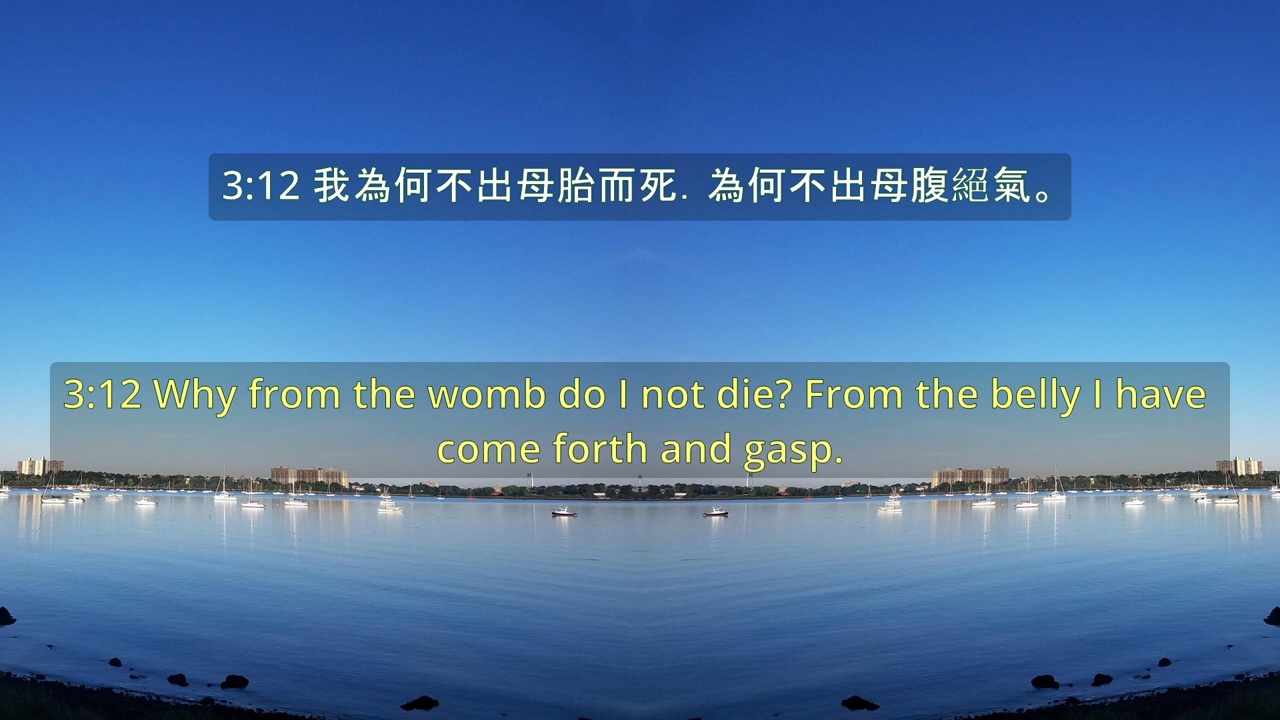 3:12 我為何不出母胎而死．為何不出母腹絕氣。
3:12 Why from the womb do I not die? From the belly I have
come forth and gasp.